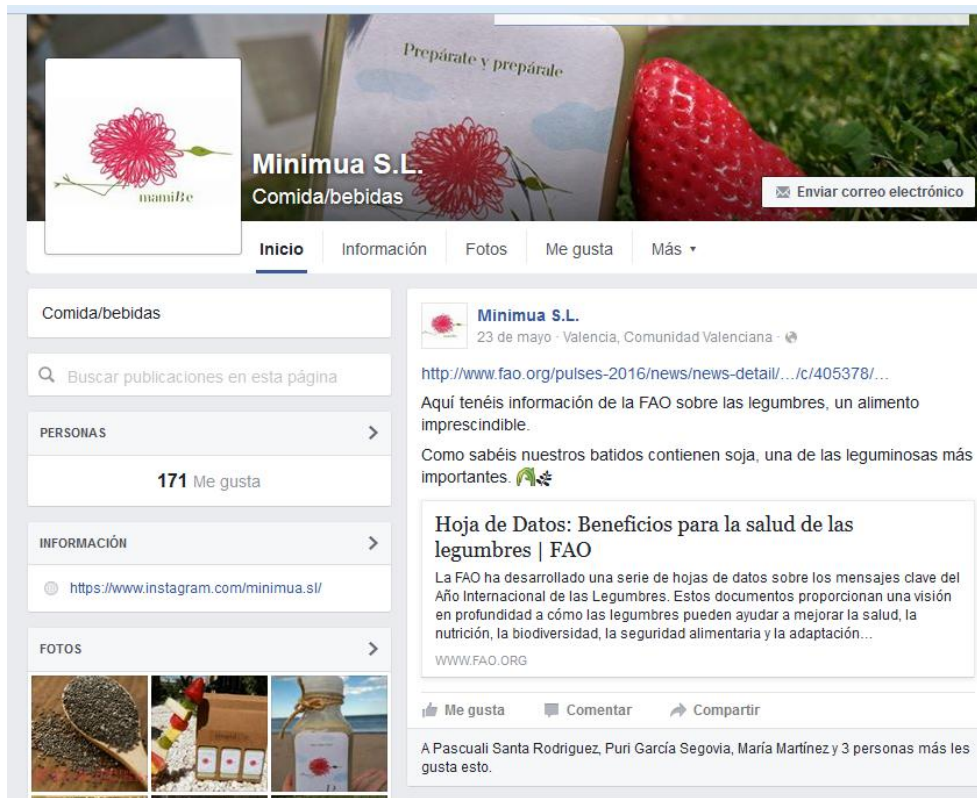 Prepárate y prepárale
mamiBe
Minimua S.L.
Comida/bebidas
Enviar correo electrónico
Inicio
Información
Fotos
Me gusta
Más
Comida/bebidas
Buscar publicaciones en esta página
PERSONAS
171 Me gusta
INFORMACIÓN
https://www.instagram.com/minimua.sl/
FOTOS
Minimua S.L.
23 de mayo · Valencia, Comunidad Valenciana ·
http://www.fao.org/pulses-2016/news/news-detail/.../c/405378/...
Aquí tenéis información de la FAO sobre las legumbres, un alimento
imprescindible.
Como sabéis nuestros batidos contienen soja, una de las leguminosas más
importantes.
Hoja de Datos: Beneficios para la salud de las
legumbres | FAO
La FAO ha desarrollado una serie de hojas de datos sobre los mensajes clave del
Año Internacional de las Legumbres. Estos documentos proporcionan una visión
en profundidad a cómo las legumbres pueden ayudar a mejorar la salud, la
nutrición, la biodiversidad, la seguridad alimentaria y la adaptación...
WWW.FAO.ORG
Me gusta
Comentar
Compartir
A Pascuali Santa Rodriguez, Puri García Segovia, María Martínez y 3 personas más les
gusta esto.